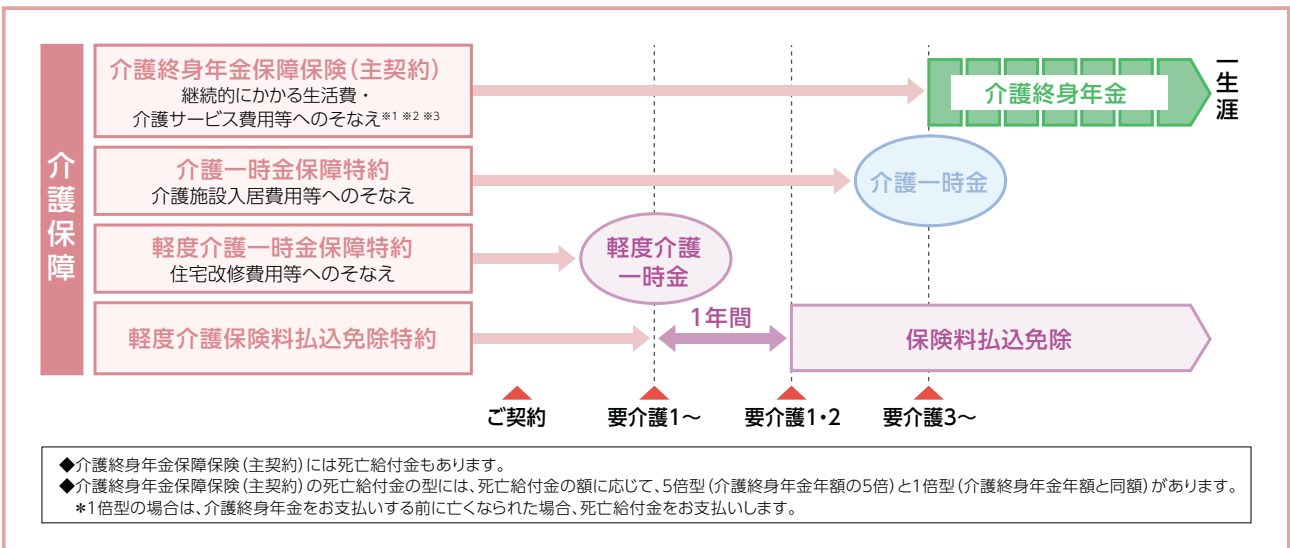 介護保障
介護終身年金保障保険(主契約)
継続的にかかる生活費・
介護サービス費用等へのそなえ※1 ※2 ※3
介護終身年金
一生涯
介護一時金保障特約
介護施設入居費用等へのそなえ
介護一時金
軽度介護一時金保障特約
住宅改修費用等へのそなえ
軽度介護
一時金
軽度介護保険料払込免除特約
1年間
保険料払込免除
ご契約
要介護1〜
要介護1・2
要介護3〜
◆介護終身年金保障保険(主契約)には死亡給付金もあります。
◆介護終身年金保障保険(主契約)の死亡給付金の型には、死亡給付金の額に応じて、5倍型(介護終身年金年額の5倍)と1倍型(介護終身年金年額と同額)があります。
*1倍型の場合は、介護終身年金をお支払いする前に亡くなられた場合、死亡給付金をお支払いします。